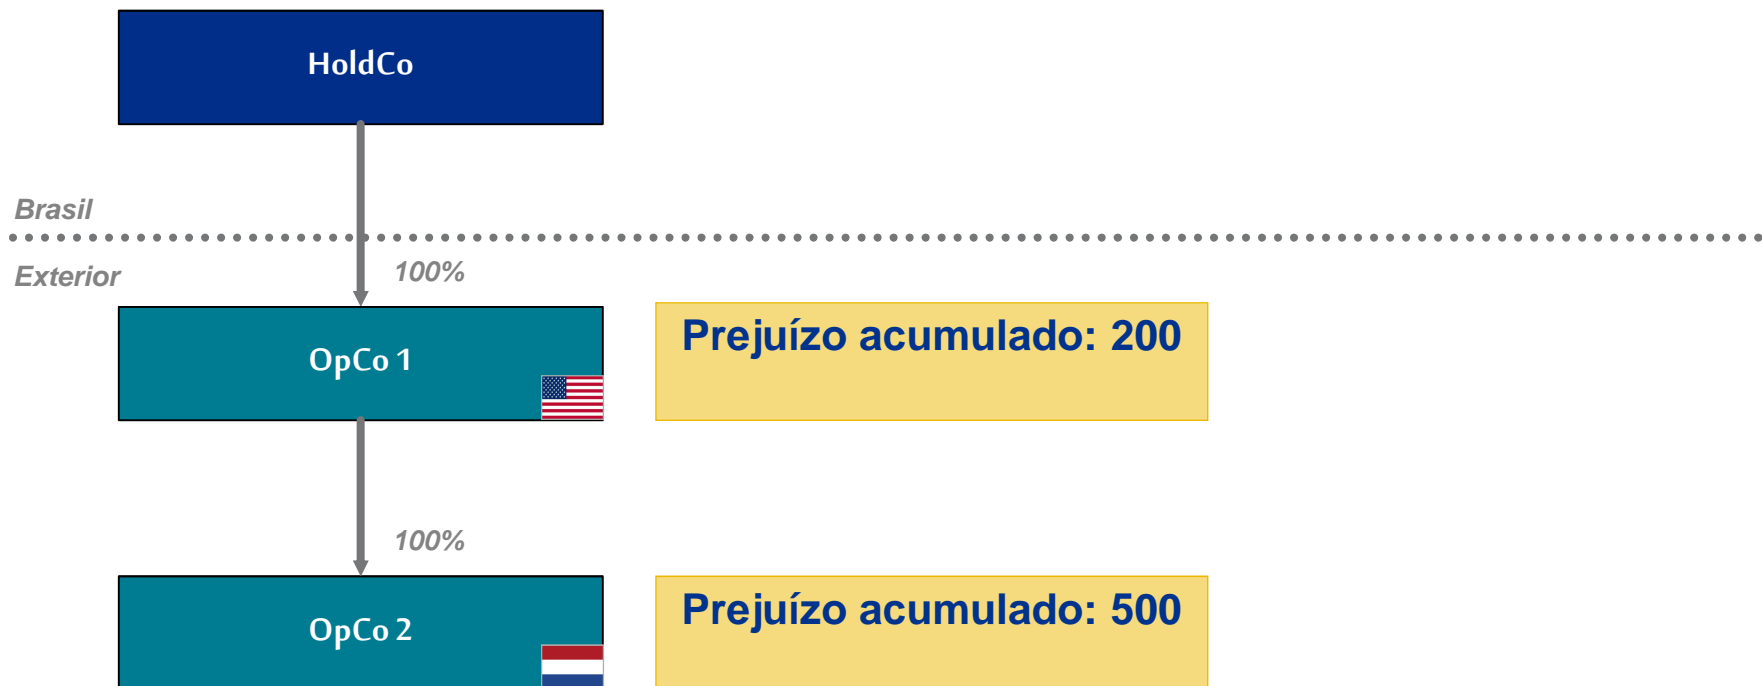 HoldCo
Brasil
Exterior
100%
OpCo 1
Prejuízo acumulado: 200
100%
OpCo 2
Prejuízo acumulado: 500